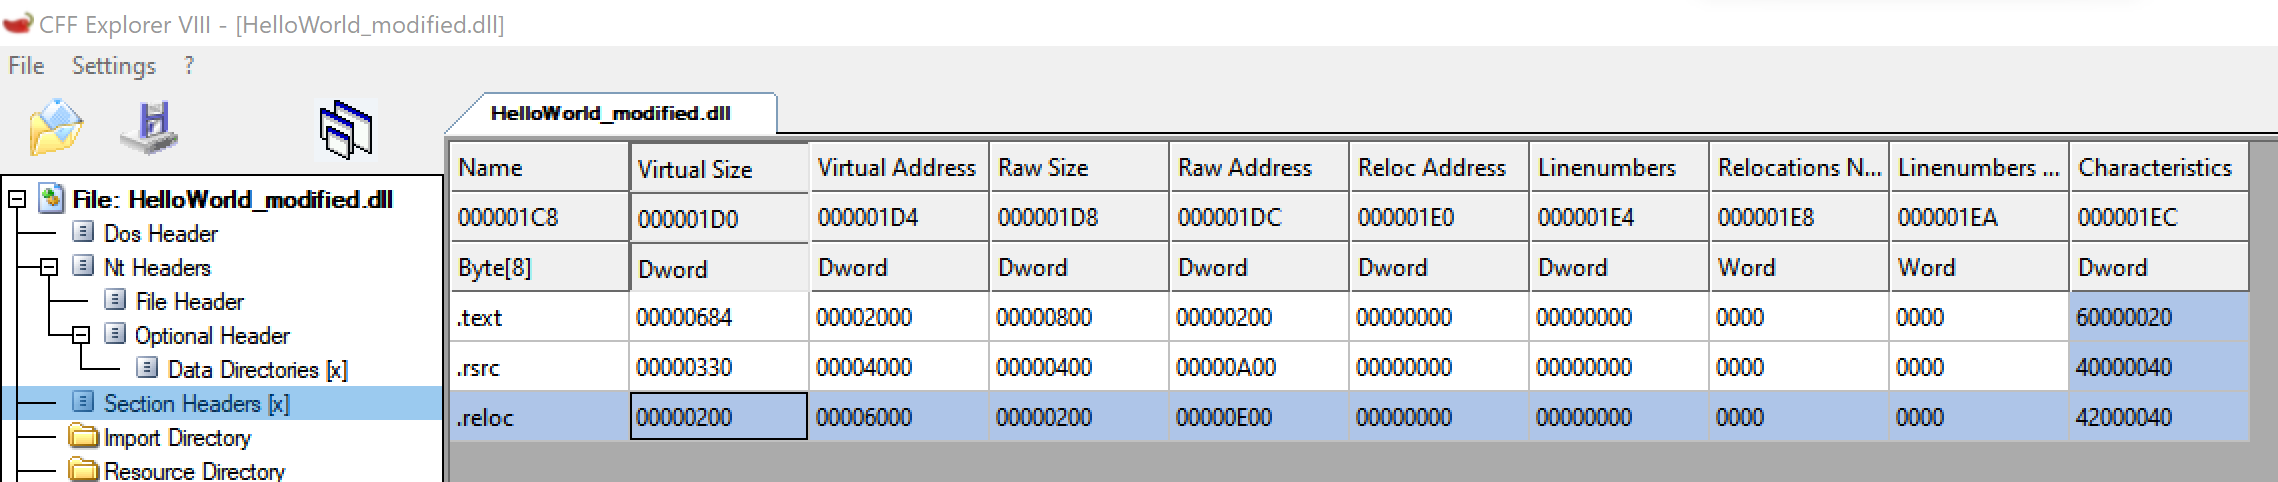 CFF Explorer VIII - [HelloWorld_modified.dll]
File Settings ?
HelloWorld_modified.dll
File: HelloWorld_modified.dll
Dos Header
Nt Headers
File Header
Optional Header
Data Directories [x]
Section Headers [x]
Import Directory
Resource Directory
Name Virtual Size Virtual Address Raw Size Raw Address Reloc Address Linenumbers Relocations N... Linenumbers ... Characteristics
000001C8 000001D0 000001D4 000001D8 000001DC 000001E0 000001E4 000001E8 000001EA 000001EC
Byte[8] Dword Dword Dword Dword Dword Dword Word Word Dword
.text 00000684 00002000 00000800 00000200 00000000 00000000 0000 0000 60000020
.rsrc 00000330 00004000 00000400 00000A00 00000000 00000000 0000 0000 40000040
.reloc 00000200 00006000 00000200 00000E00 00000000 00000000 0000 0000 42000040